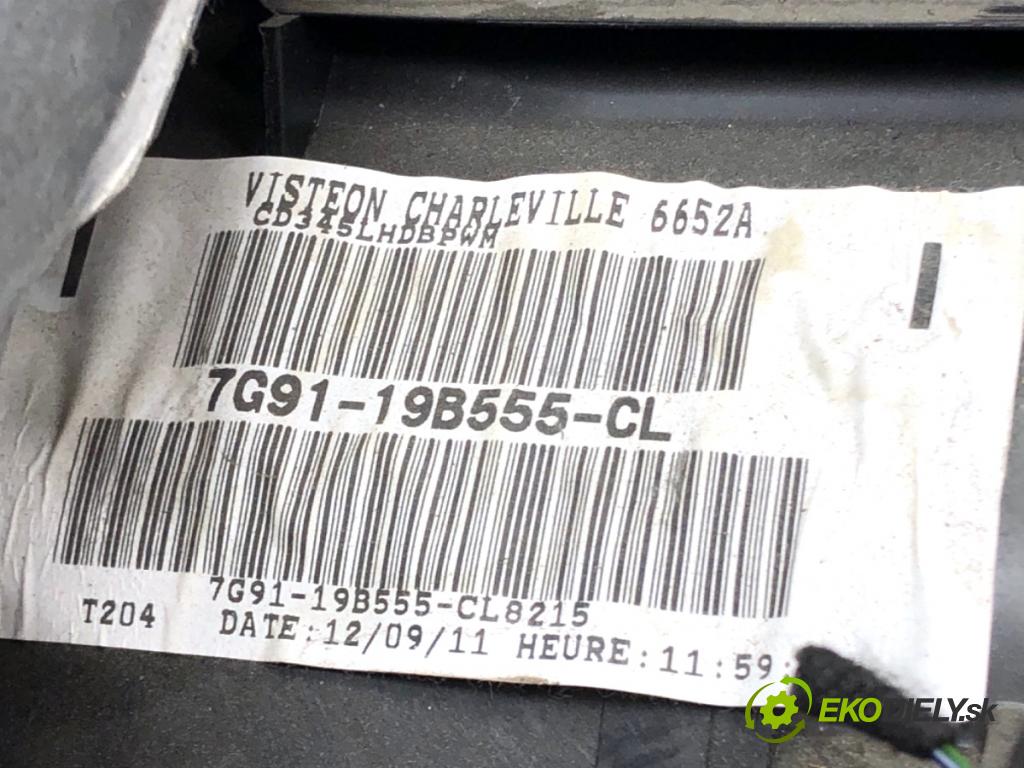 VISTEON CHARLEVILLE 6652A
CD345LHDBPWM
7G91-19B555-CL
7G91-19B555-CL8215
T204 DATE:12/09/11 HEURE:11:59:
EKODIELY.sk